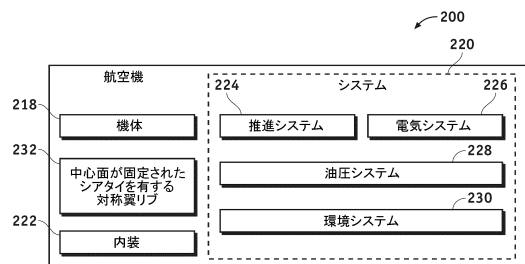 200
220
航空機
システム
218
224
226
機体
推進システム
電気システム
232
228
中心面が固定された
シアタイを有する
対称翼リブ
油圧システム
222
230
内装
環境システム